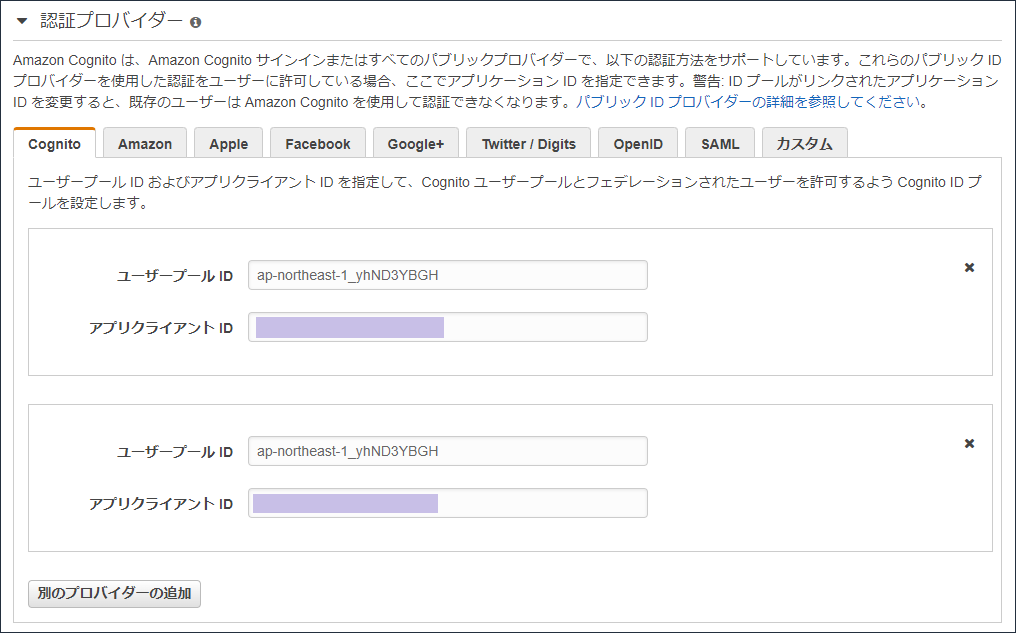 認証プロバイダー
Amazon Cognito は、Amazon Cognito サインインまたはすべてのパブリックプロバイダーで、以下の認証方法をサポートしています。これらのパブリック ID
プロバイダーを使用した認証をユーザーに許可している場合、ここでアプリケーション ID を指定できます。警告: ID プールがリンクされたアプリケーション
ID を変更すると、既存のユーザーは Amazon Cognito を使用して認証できなくなります。パブリック ID プロバイダーの詳細を参照してください。
Cognito Amazon Apple Facebook Google+ Twitter / Digits OpenID SAML カスタム
ユーザープール ID およびアプリクライアント ID を指定して、Cognito ユーザープールとフェデレーションされたユーザーを許可するよう Cognito ID プ
ールを設定します。
ユーザープール ID ap-northeast-1_yhND3YBGH
アプリクライアント ID
ユーザープール ID ap-northeast-1_yhND3YBGH
アプリクライアント ID
別のプロバイダーの追加